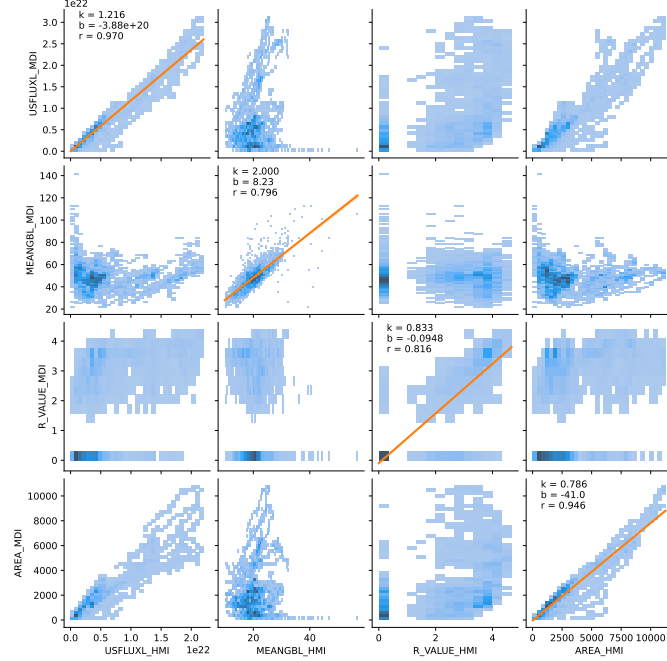 1e22
k = 1.216
b = -3.88e+20
r = 0.970
3.0
2.5
2.0
1.5
1.0
0.5
0.0
USFLUXL_MDI
k = 2.000
b = 8.23
r = 0.796
140
120
100
80
60
40
20
MEANGBL_MDI
k = 0.833
b = -0.0948
r = 0.816
4
3
2
1
0
R_VALUE_MDI
k = 0.786
b = -41.0
r = 0.946
10000
8000
6000
4000
2000
0
AREA_MDI
0.0 0.5 1.0 1.5 2.0
USFLUXL_HMI 1e22
20 40
MEANGBL_HMI
0 2 4
R_VALUE_HMI
0 2500 5000 7500 10000
AREA_HMI